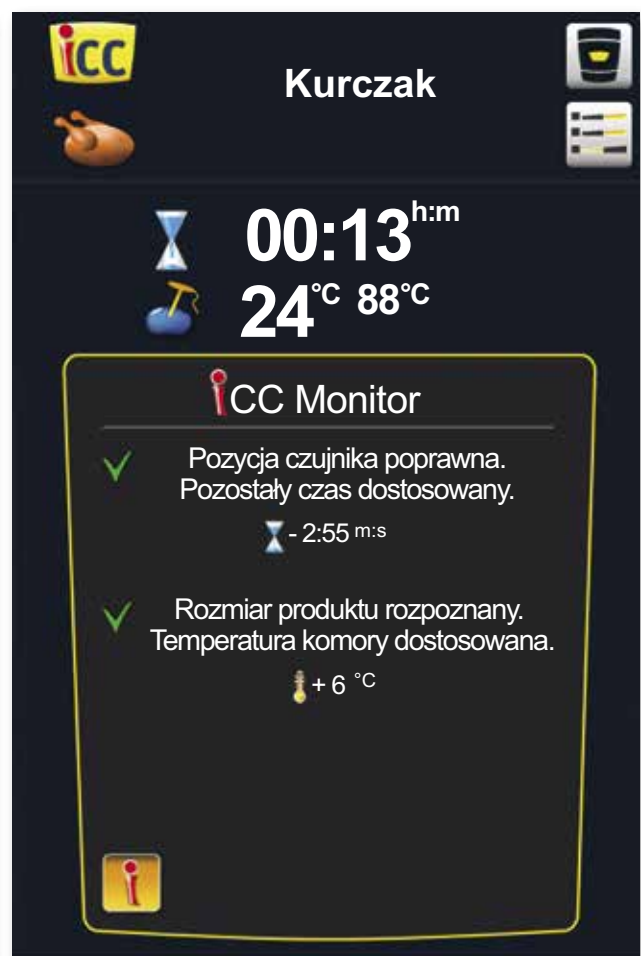 iCC
Kurczak
00:13 h:m
24 °C 88 °C
iCC Monitor
Pozycja czujnika poprawna.
Pozostały czas dostosowany.
- 2:55 m:s
Rozmiar produktu rozpoznany.
Temperatura komory dostosowana.
+ 6 °C
i